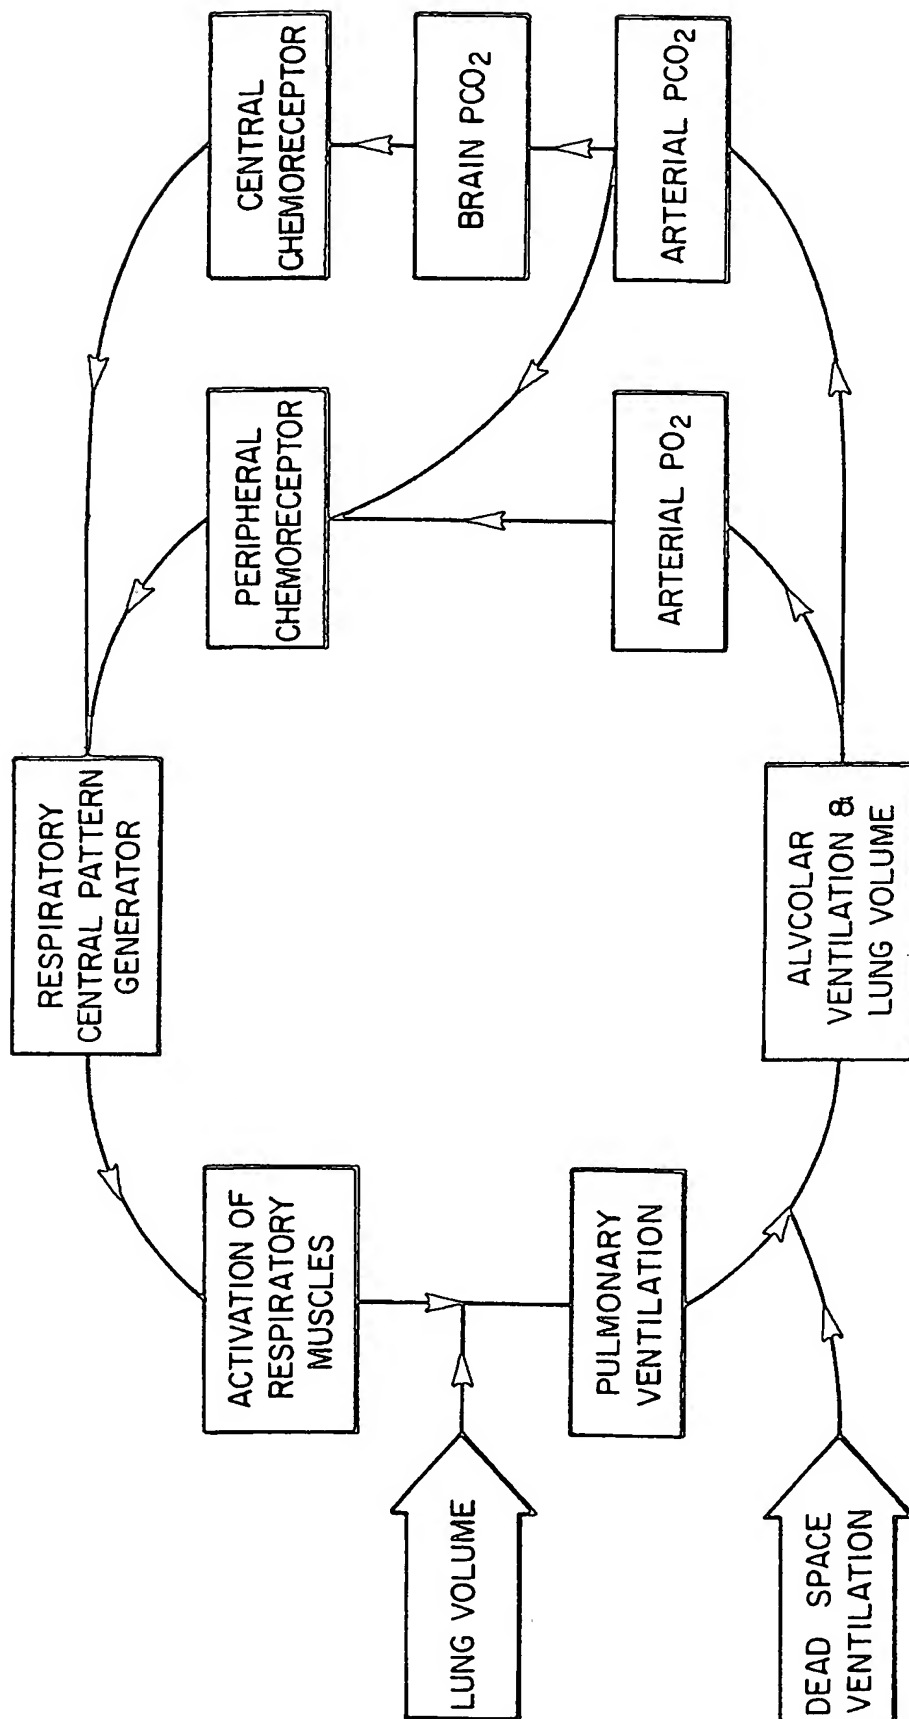 RESPIRATORY
CENTRAL PATTERN
GENERATOR
ACTIVATION OF
RESPIRATORY
MUSCLES
PERIPHERAL
CHEMORECEPTOR
CENTRAL
CHEMORECEPTOR
LUNG VOLUME
BRAIN PCO2
PULMONARY
VENTILATION
ARTERIAL PO2
ARTERIAL PCO2
DEAD SPACE
VENTILATION
ALVCOLAR
VENTILATION &
LUNG VOLUME